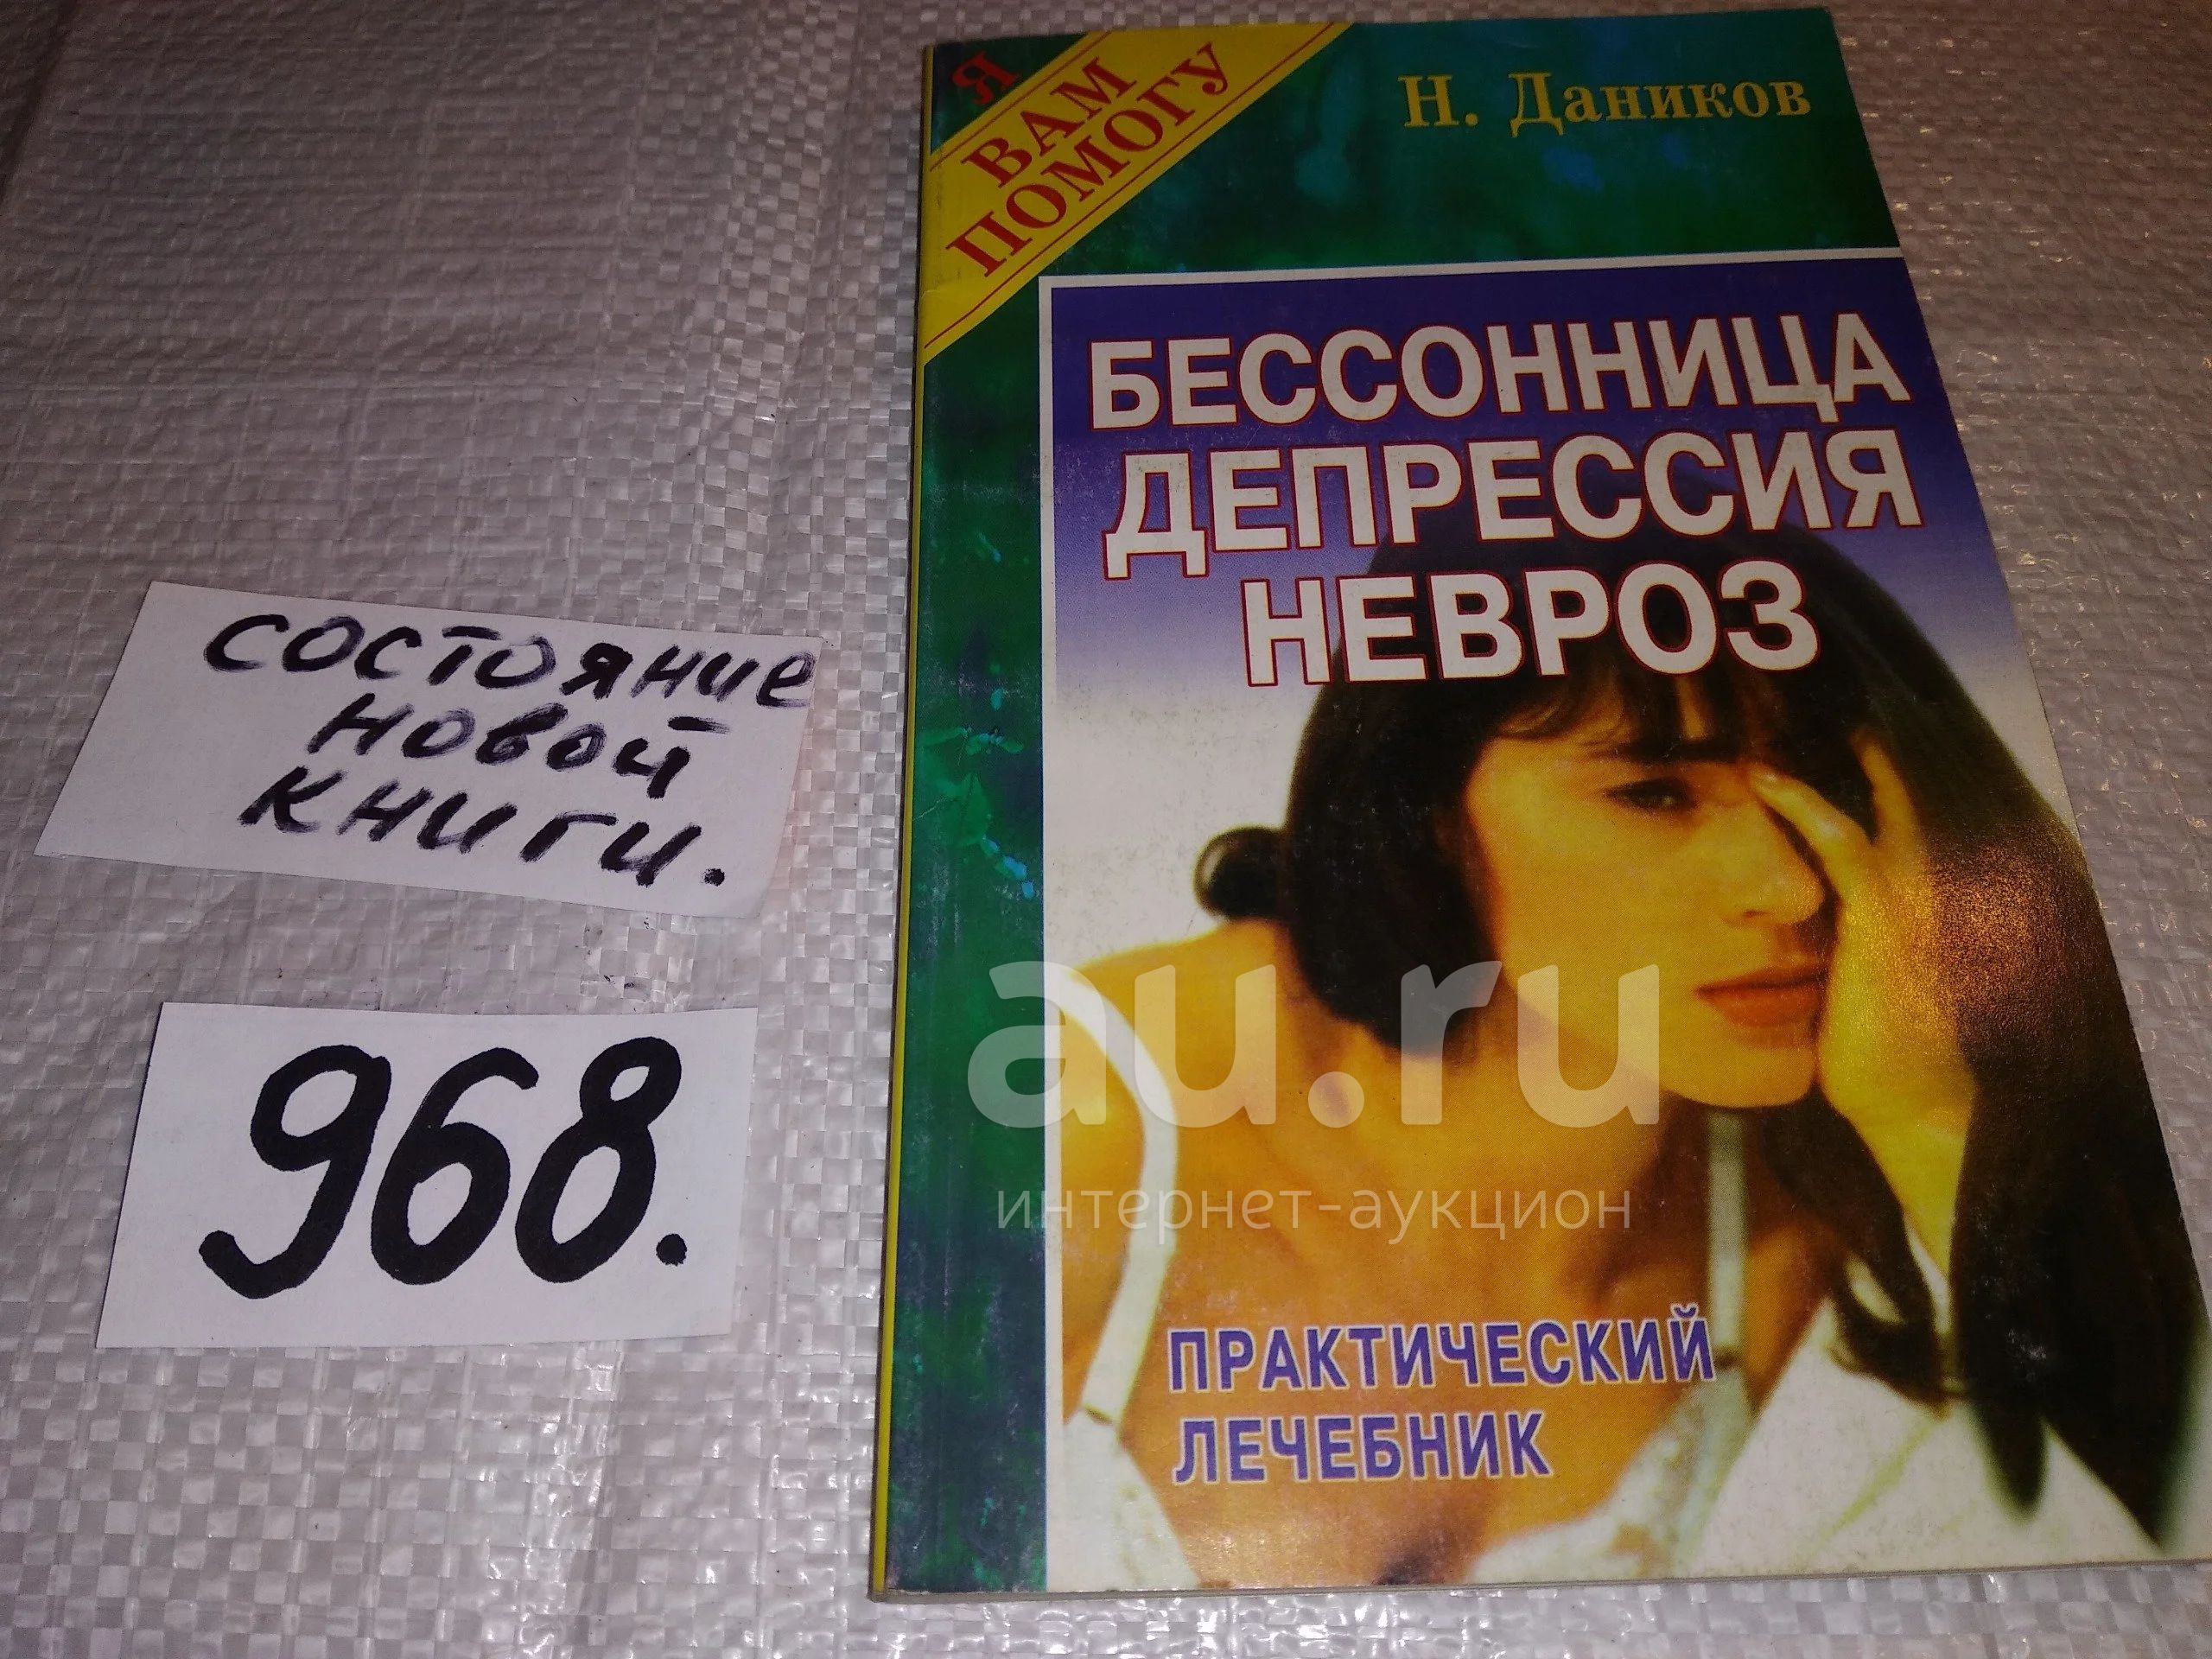 Я
ВАМ
ПОМОГУ
Н. Даников
БЕССОННИЦА
ДЕПРЕССИЯ
НЕВРОЗ
состояние
новой
книги.
968.
au.ru
интернет-аукцион
ПРАКТИЧЕСКИЙ
ЛЕЧЕБНИК